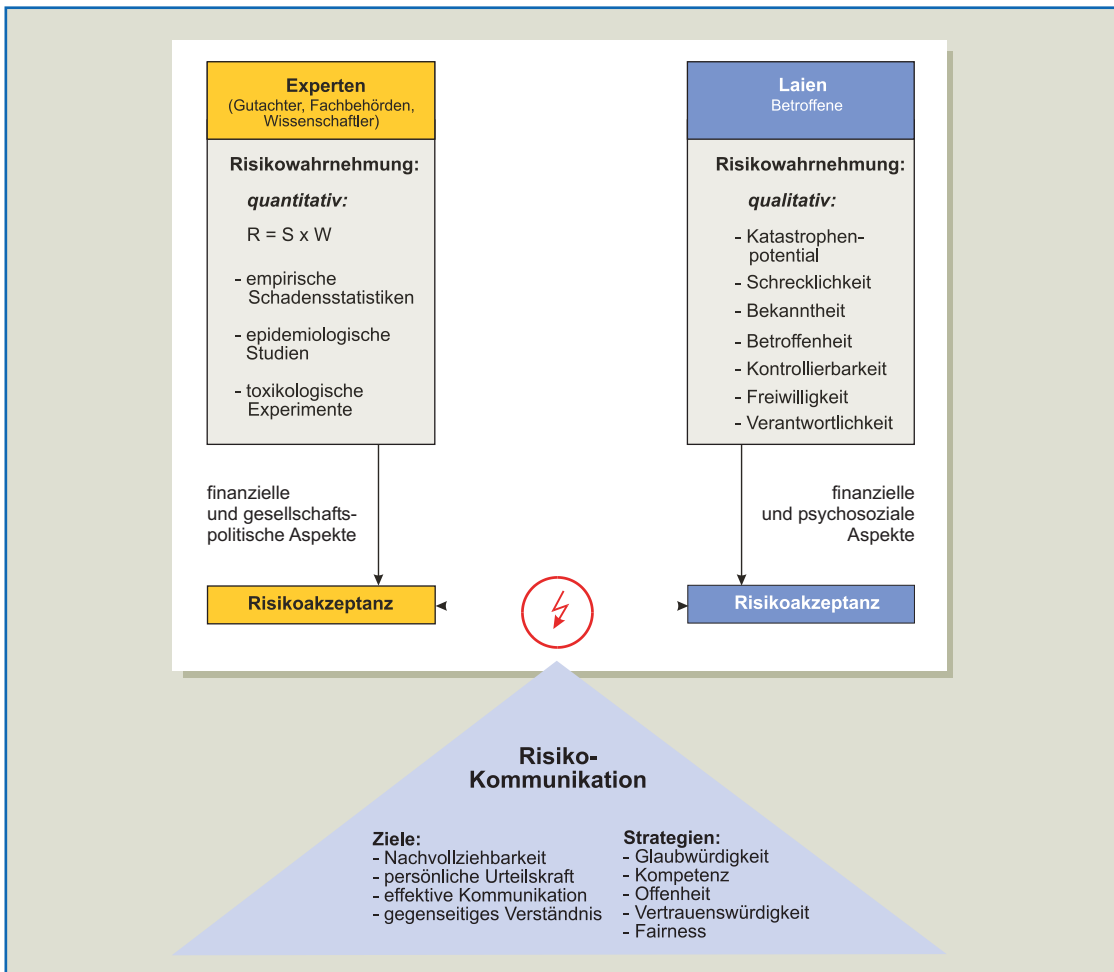 Experten
(Gutachter, Fachbehörden,
Wissenschaftler)
Risikowahrnehmung:
quantitativ:
R = S x W
- empirische
Schadensstatistiken
- epidemiologische
Studien
- toxikologische
Experimente
finanzielle
und gesellschafts-
politische Aspekte
Risikoakzeptanz
Laien
Betroffene
Risikowahrnehmung:
qualitativ:
- Katastrophen-
potential
- Schrecklichkeit
- Bekanntheit
- Betroffenheit
- Kontrollierbarkeit
- Freiwilligkeit
- Verantwortlichkeit
finanzielle
und psychosoziale
Aspekte
Risikoakzeptanz
Risiko-
Kommunikation
Ziele:
- Nachvollziehbarkeit
- persönliche Urteilskraft
- effektive Kommunikation
- gegenseitiges Verständnis
Strategien:
- Glaubwürdigkeit
- Kompetenz
- Offenheit
- Vertrauenswürdigkeit
- Fairness